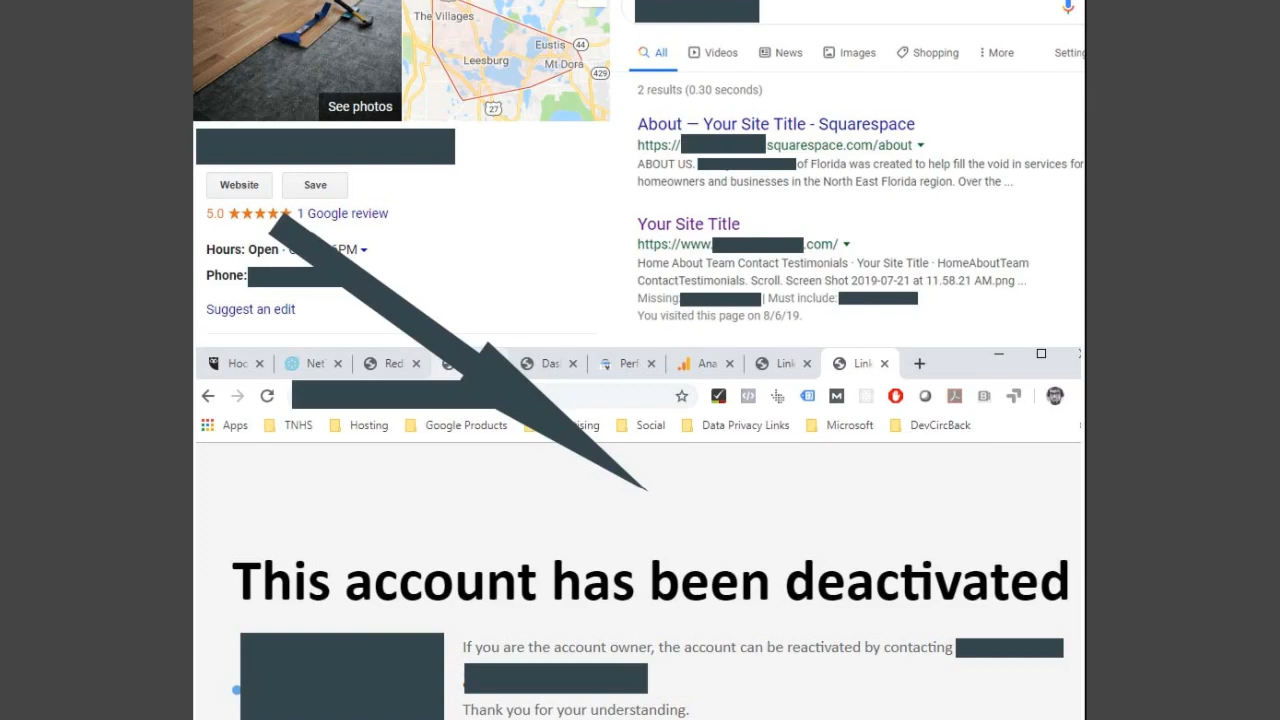 The Villages
Eustis 44
Leesburg
Mt Dora
429
27
See photos
Website Save
5.0 1 Google review
Hours: Open · PM
Phone:
Suggest an edit
All Videos News Images Shopping More Settin
2 results (0.30 seconds)
About — Your Site Title - Squarespace
https:// squarespace.com/about
ABOUT US. of Florida was created to help fill the void in services for
homeowners and businesses in the North East Florida region. Over the ...
Your Site Title
https://www. .com/
Home About Team Contact Testimonials · Your Site Title · HomeAboutTeam
ContactTestimonials. Scroll. Screen Shot 2019-07-21 at 11.58.21 AM.png ...
Missing: | Must include:
You visited this page on 8/6/19.
Hoc Net Red Das Perf Ana Link Link
Apps TNHS Hosting Google Products ising Social Data Privacy Links Microsoft DevCircBack
This account has been deactivated
If you are the account owner, the account can be reactivated by contacting
Thank you for your understanding.